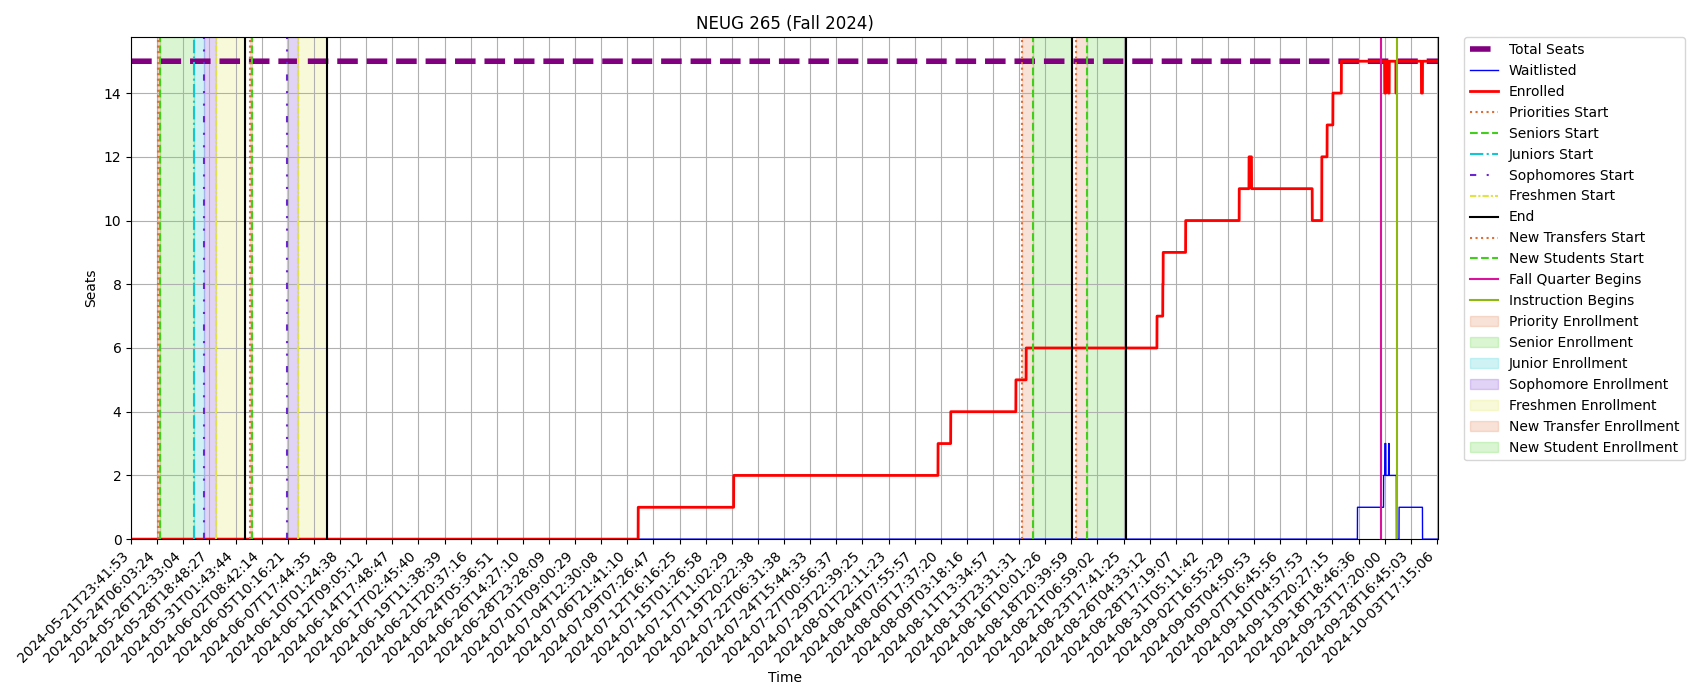 NEUG 265 (Fall 2024)
Seats
14
12
10
8
6
4
2
0
2024-05-21T23:41:53
2024-05-24T06:03:24
2024-05-26T12:33:04
2024-05-28T18:48:27
2024-05-31T01:43:44
2024-06-02T08:42:14
2024-06-05T10:16:21
2024-06-07T17:44:35
2024-06-10T01:24:38
2024-06-12T09:05:12
2024-06-14T17:48:47
2024-06-17T02:45:40
2024-06-19T11:38:39
2024-06-21T20:37:16
2024-06-24T05:36:51
2024-06-26T14:27:10
2024-06-28T23:28:09
2024-07-01T09:00:29
2024-07-04T12:30:08
2024-07-06T21:41:10
2024-07-09T07:26:47
2024-07-12T16:16:25
2024-07-15T01:26:58
2024-07-17T11:02:29
2024-07-19T20:22:38
2024-07-22T06:31:38
2024-07-24T15:44:33
2024-07-27T00:56:37
2024-07-29T22:39:25
2024-08-01T22:11:23
2024-08-04T07:55:57
2024-08-06T17:37:20
2024-08-09T03:18:16
2024-08-11T13:34:57
2024-08-13T23:31:31
2024-08-16T10:01:26
2024-08-18T20:39:59
2024-08-21T06:59:02
2024-08-23T17:41:25
2024-08-26T04:33:12
2024-08-28T17:19:07
2024-08-31T05:11:42
2024-09-02T16:55:29
2024-09-05T04:50:53
2024-09-07T16:45:56
2024-09-10T04:57:53
2024-09-13T20:27:15
2024-09-18T18:46:36
2024-09-23T17:20:00
2024-09-28T16:45:03
2024-10-03T17:15:06
Time
Total Seats
Waitlisted
Enrolled
Priorities Start
Seniors Start
Juniors Start
Sophomores Start
Freshmen Start
End
New Transfers Start
New Students Start
Fall Quarter Begins
Instruction Begins
Priority Enrollment
Senior Enrollment
Junior Enrollment
Sophomore Enrollment
Freshmen Enrollment
New Transfer Enrollment
New Student Enrollment